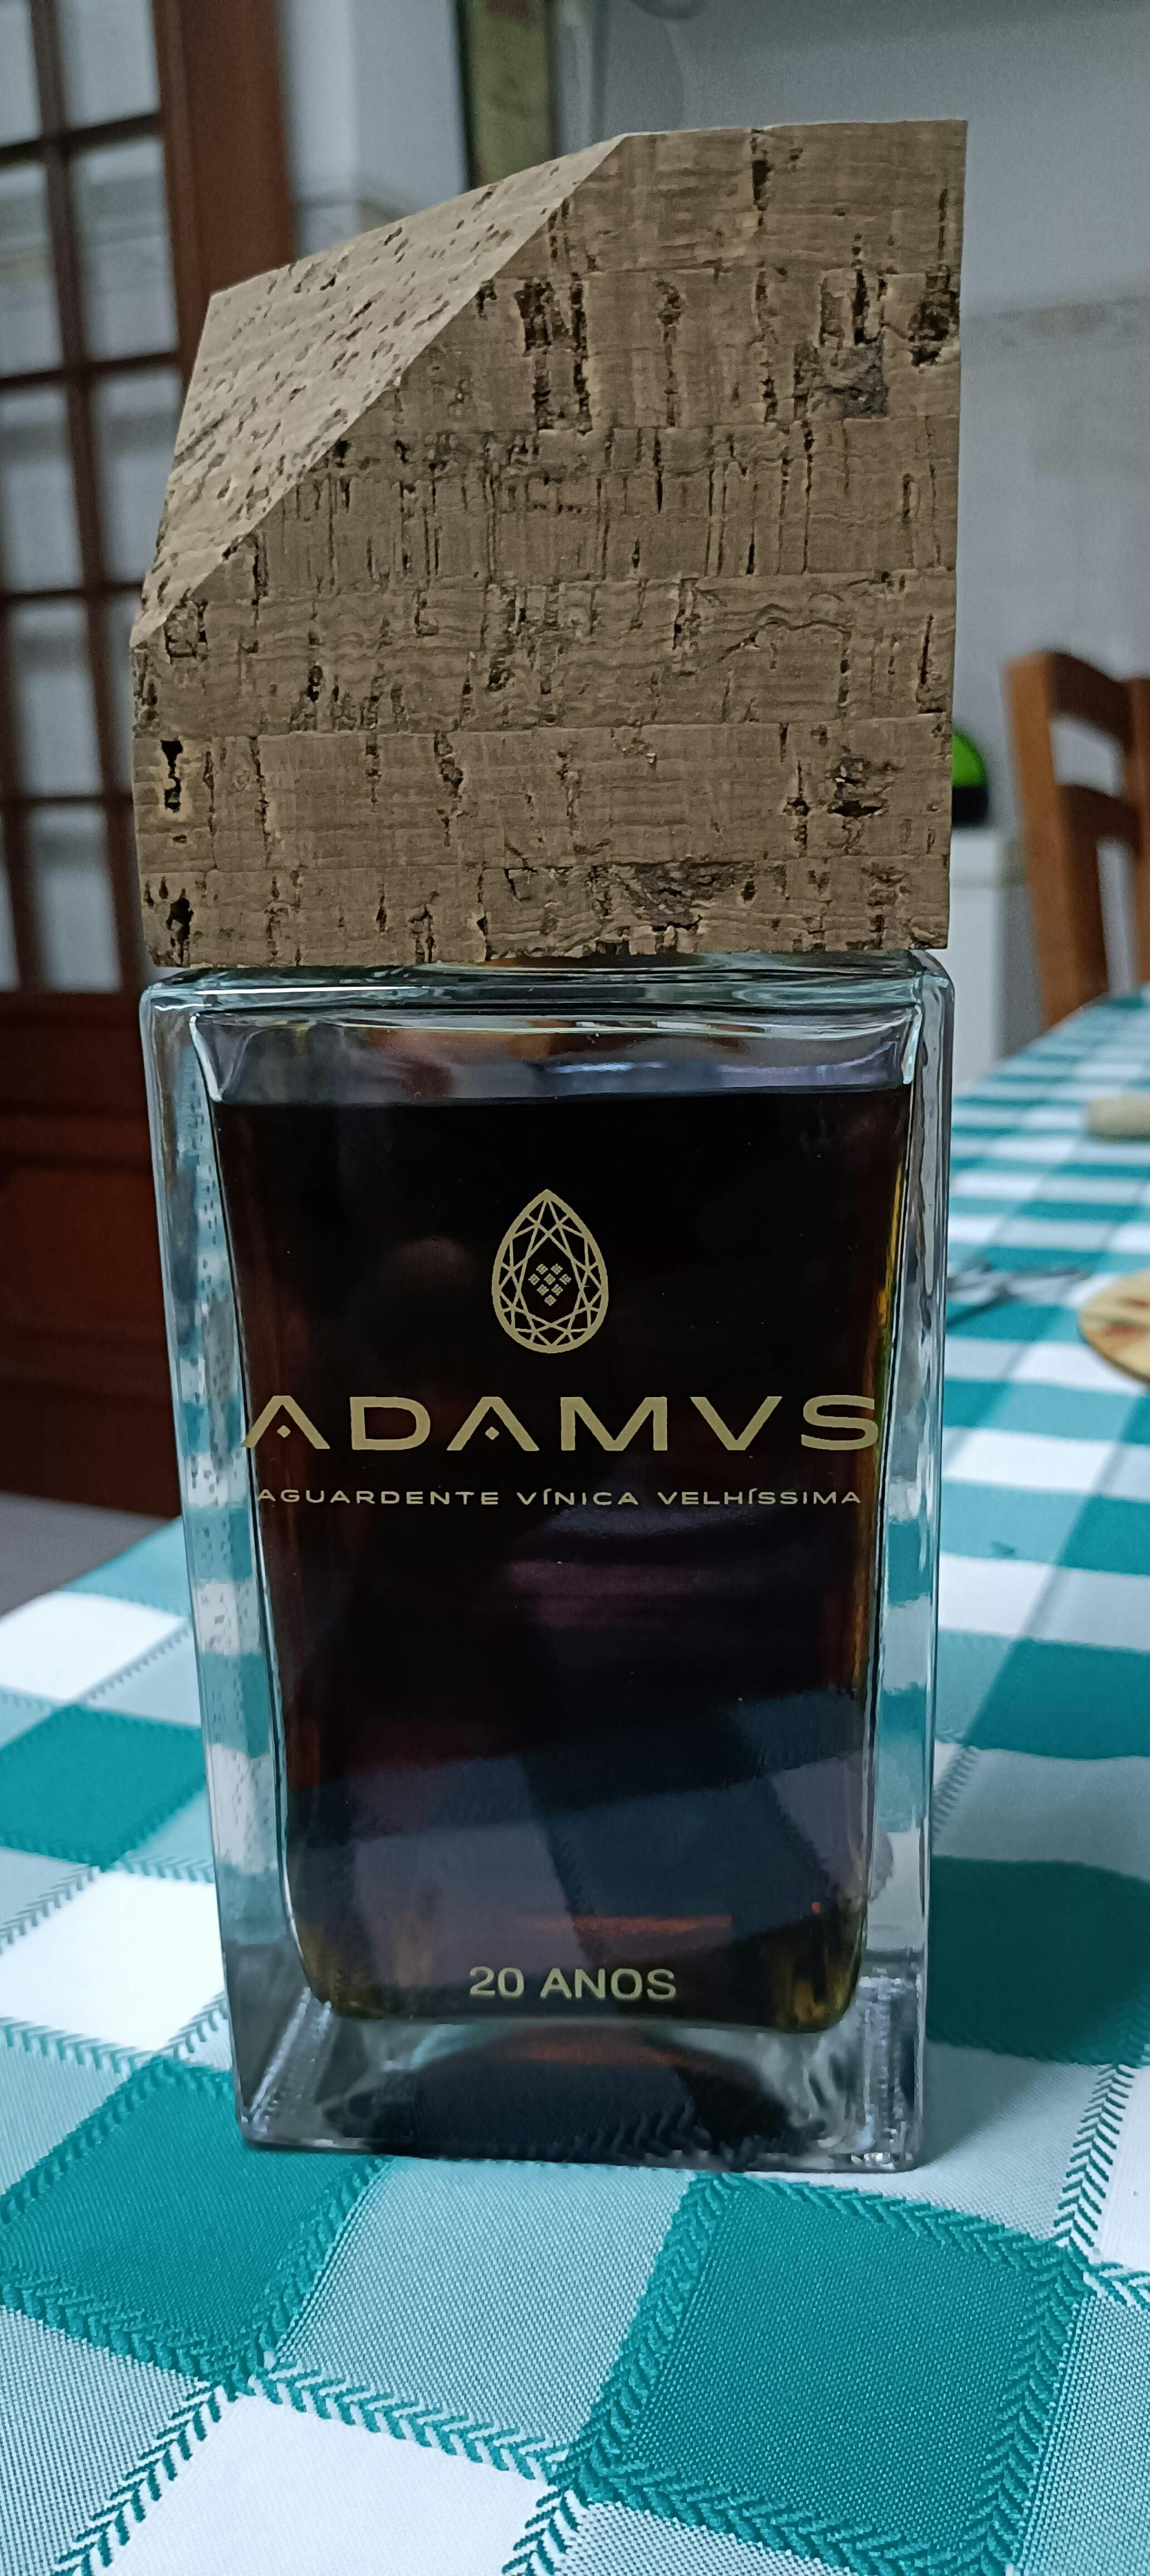 ADAMVS
AGUARDENTE VÍNICA VELHÍSSIMA
20 ANOS